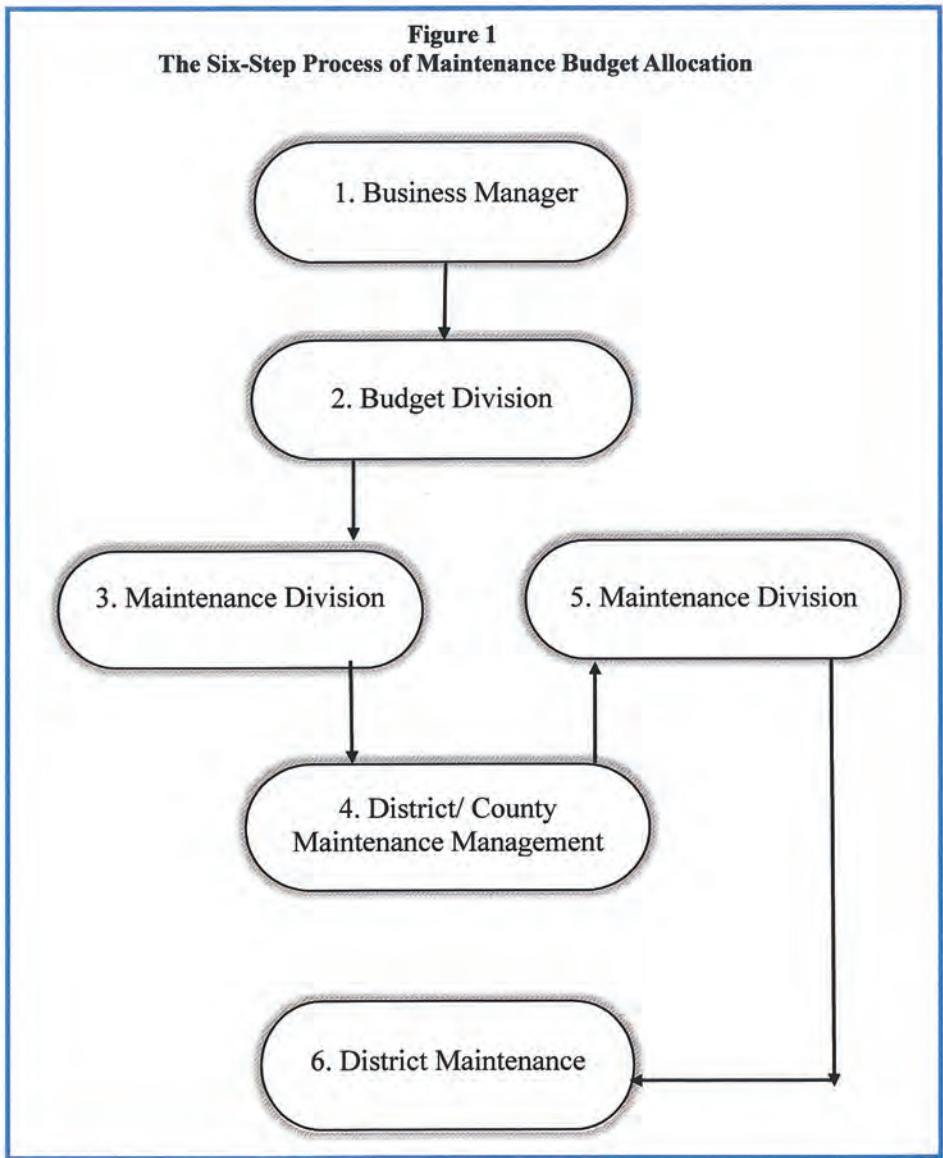 Figure 1
The Six-Step Process of Maintenance Budget Allocation
1. Business Manager
2. Budget Division
3. Maintenance Division
5. Maintenance Division
4. District/ County
Maintenance Management
6. District Maintenance